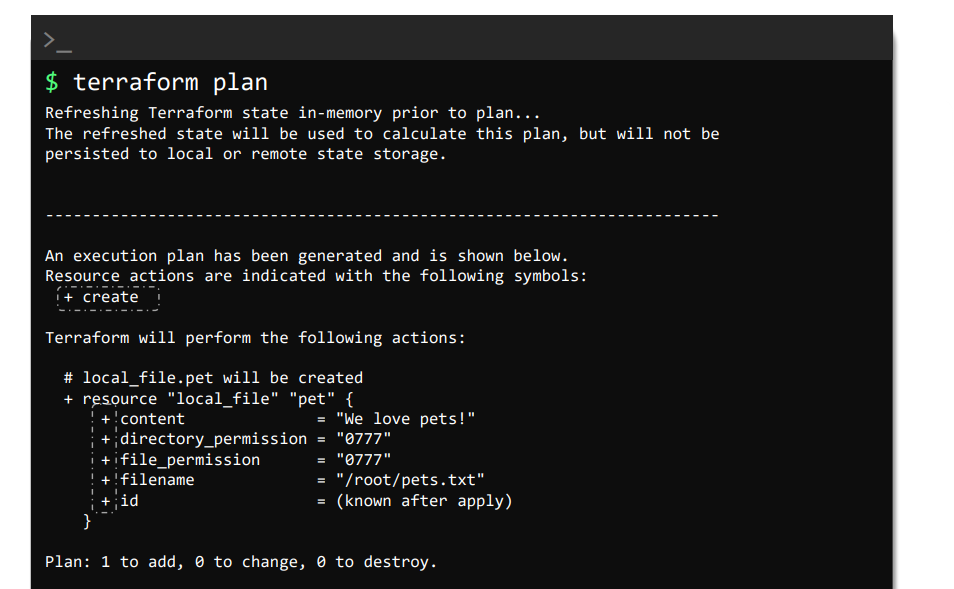 >_
$ terraform plan
Refreshing Terraform state in-memory prior to plan...
The refreshed state will be used to calculate this plan, but will not be
persisted to local or remote state storage.
------------------------------------------------------------------------
An execution plan has been generated and is shown below.
Resource actions are indicated with the following symbols:
  + create
Terraform will perform the following actions:
  # local_file.pet will be created
  + resource "local_file" "pet" {
      + content              = "We love pets!"
      + directory_permission = "0777"
      + file_permission      = "0777"
      + filename             = "/root/pets.txt"
      + id                   = (known after apply)
    }
Plan: 1 to add, 0 to change, 0 to destroy.